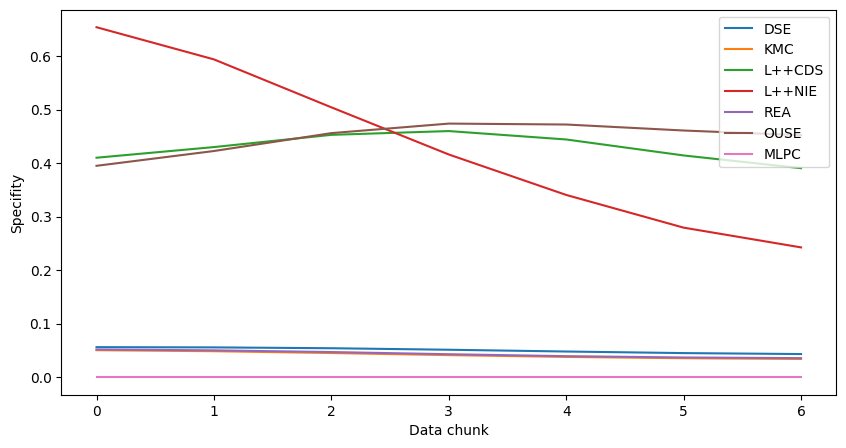 0.6
0.5
0.4
0.3
0.2
0.1
0.0
Specifity
0 1 2 3 4 5 6
Data chunk
DSE
KMC
L++CDS
L++NIE
REA
OUSE
MLPC